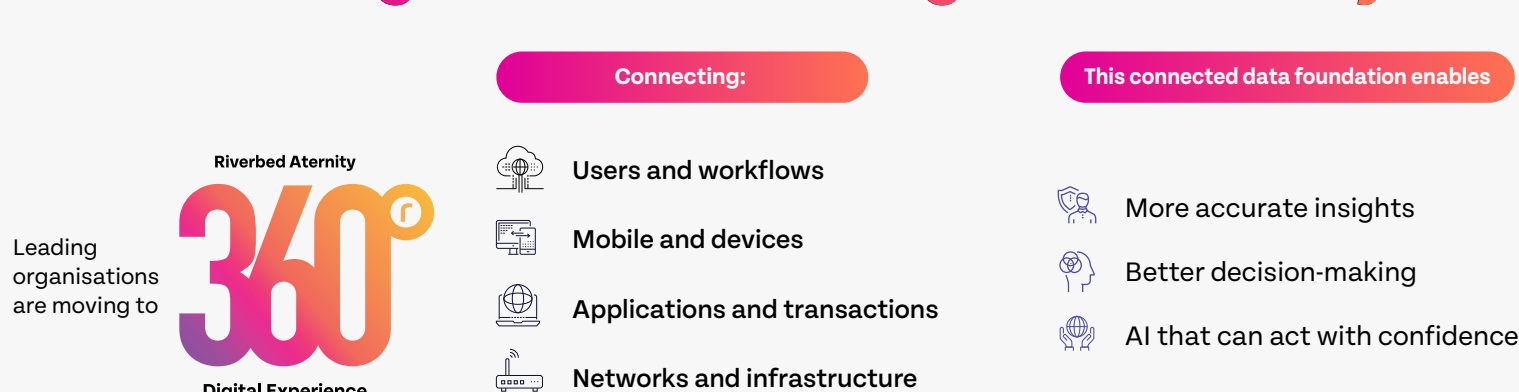 Connecting:
This connected data foundation enables
Leading
organisations
are moving to
Riverbed Aternity
360°
Digital Experience
Users and workflows
Mobile and devices
Applications and transactions
Networks and infrastructure
More accurate insights
Better decision-making
AI that can act with confidence